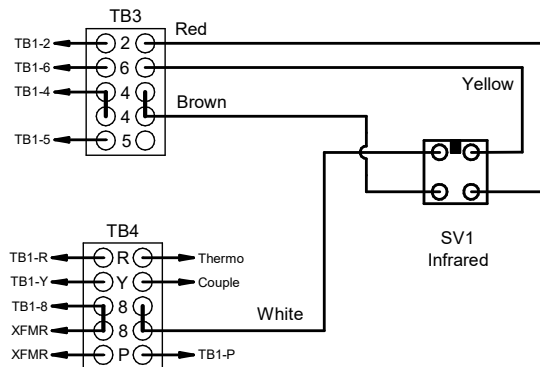 TB3
TB1-2 2 Red
TB1-6 6
Yellow
TB1-4 4
Brown
4
TB1-5 5
SV1
Infrared
TB4
TB1-R R Thermo
TB1-Y Y Couple
TB1-8 8
White
XFMR 8
XFMR P TB1-P